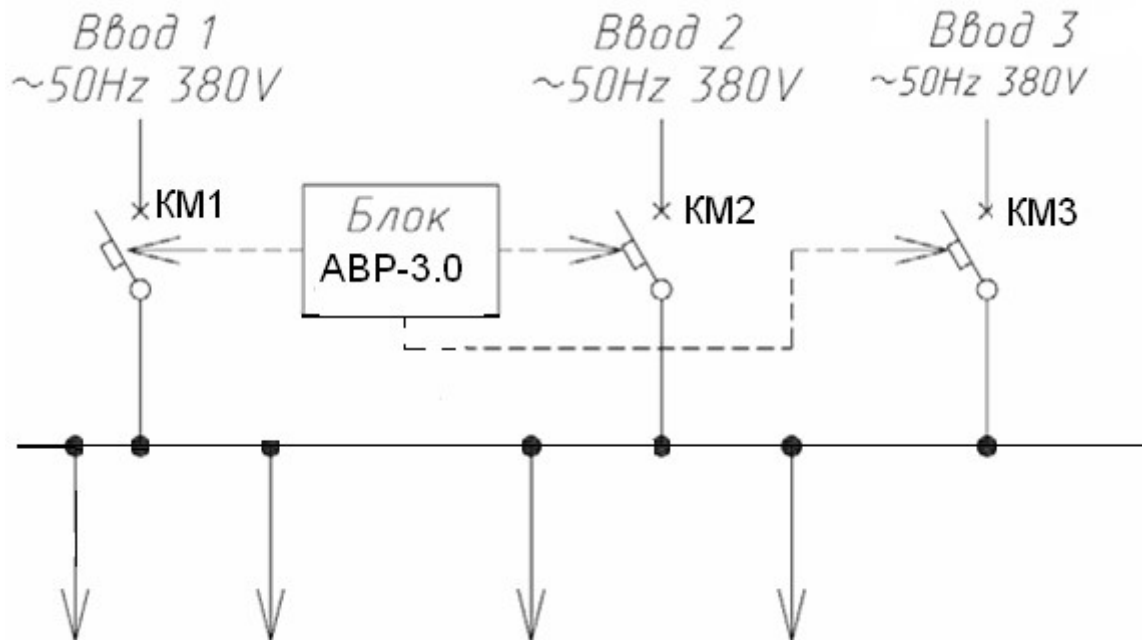 Ввод 1
~50Hz 380V
Ввод 2
~50Hz 380V
Ввод 3
~50Hz 380V
КМ1
Блок
АВР-3.0
КМ2
КМ3